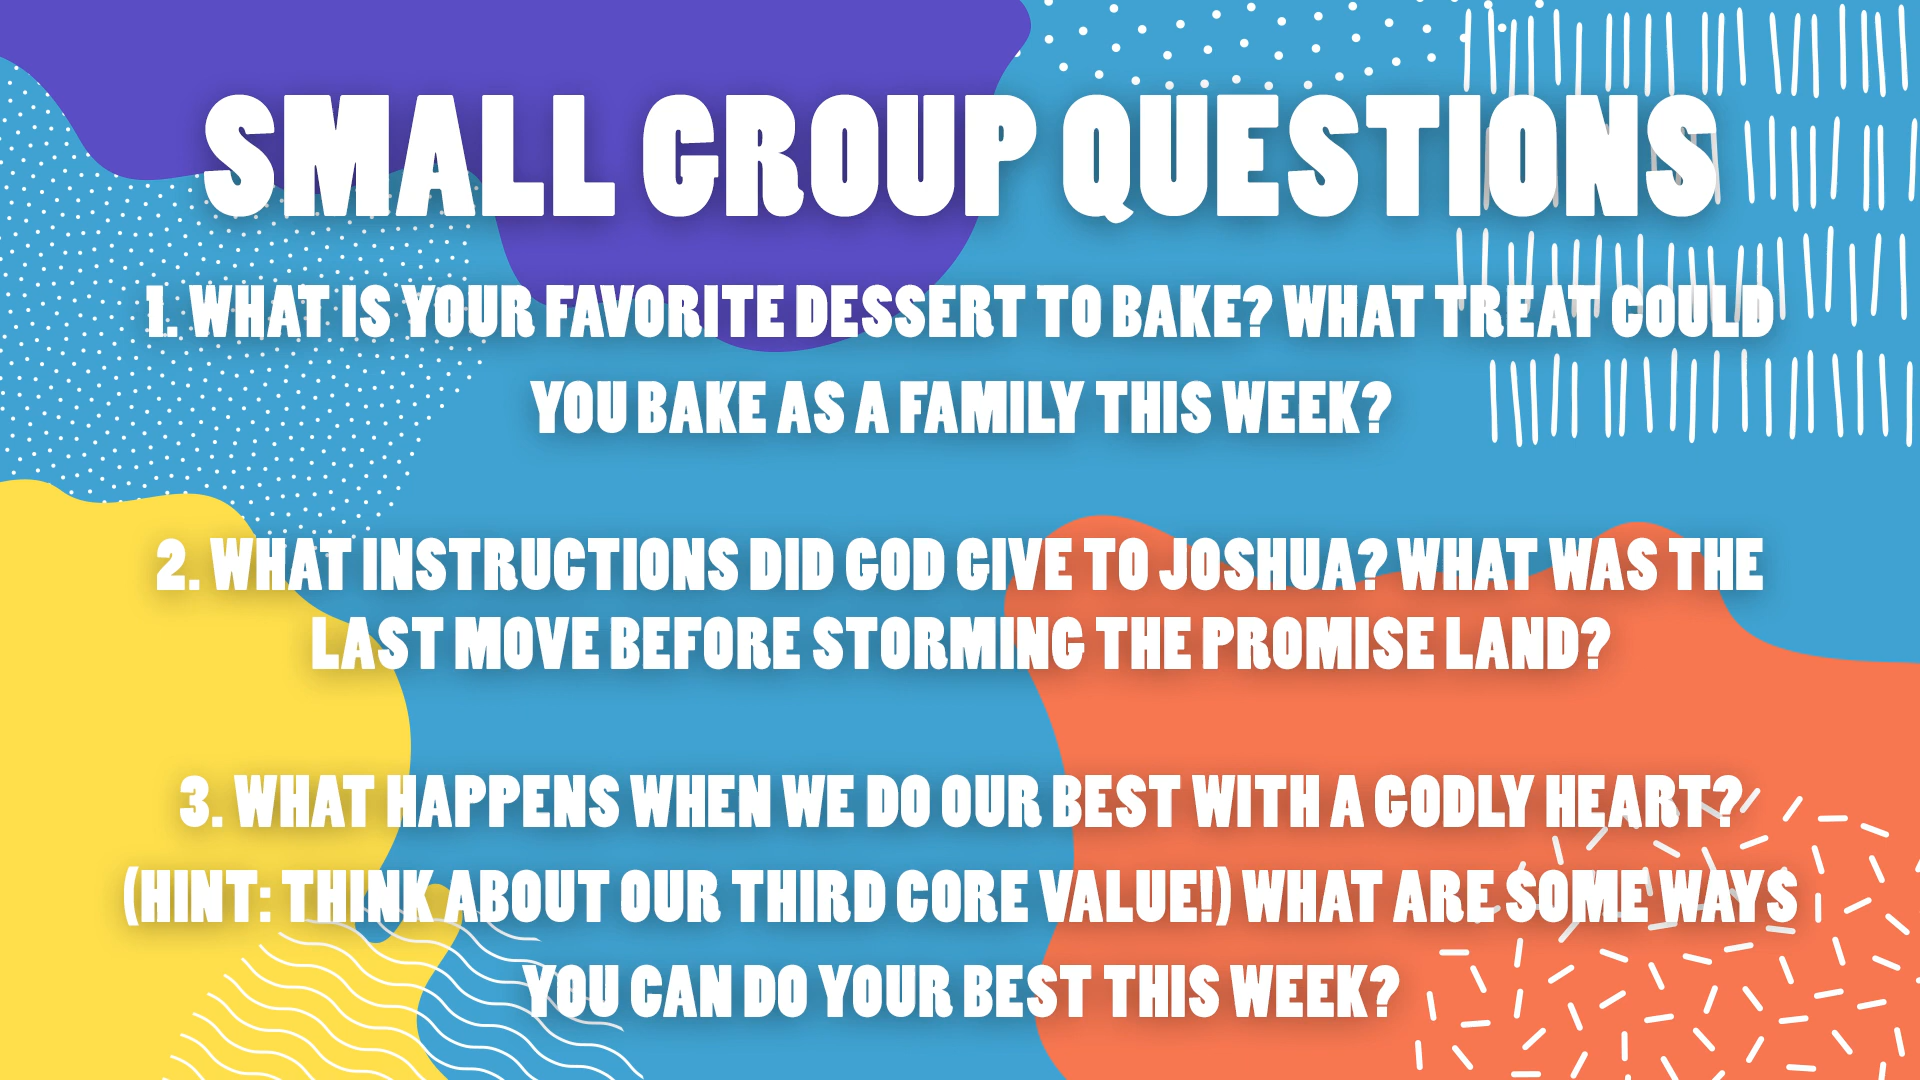 SMALL GROUP QUESTIONS
1. WHAT IS YOUR FAVORITE DESSERT TO BAKE? WHAT TREAT COULD
YOU BAKE AS A FAMILY THIS WEEK?
2. WHAT INSTRUCTIONS DID GOD GIVE TO JOSHUA? WHAT WAS THE
LAST MOVE BEFORE STORMING THE PROMISE LAND?
3. WHAT HAPPENS WHEN WE DO OUR BEST WITH A GODLY HEART?
(HINT: THINK ABOUT OUR THIRD CORE VALUE!) WHAT ARE SOME WAYS
YOU CAN DO YOUR BEST THIS WEEK?